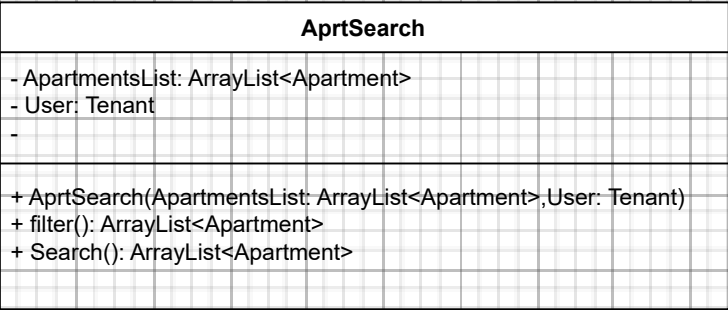 AprtSearch
- ApartmentsList: ArrayList<Apartment>
- User: Tenant
-
+ AprtSearch(ApartmentsList: ArrayList<Apartment>,User: Tenant)
+ filter(): ArrayList<Apartment>
+ Search(): ArrayList<Apartment>